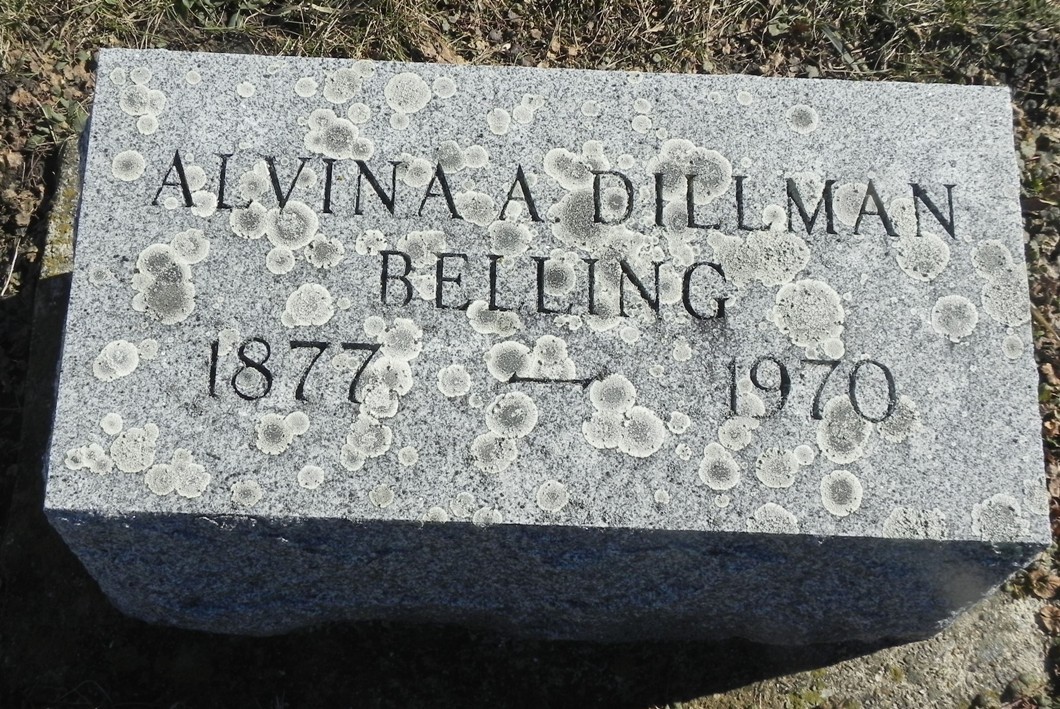 ALVINA A DILLMAN
BELLING
1877 — 1970